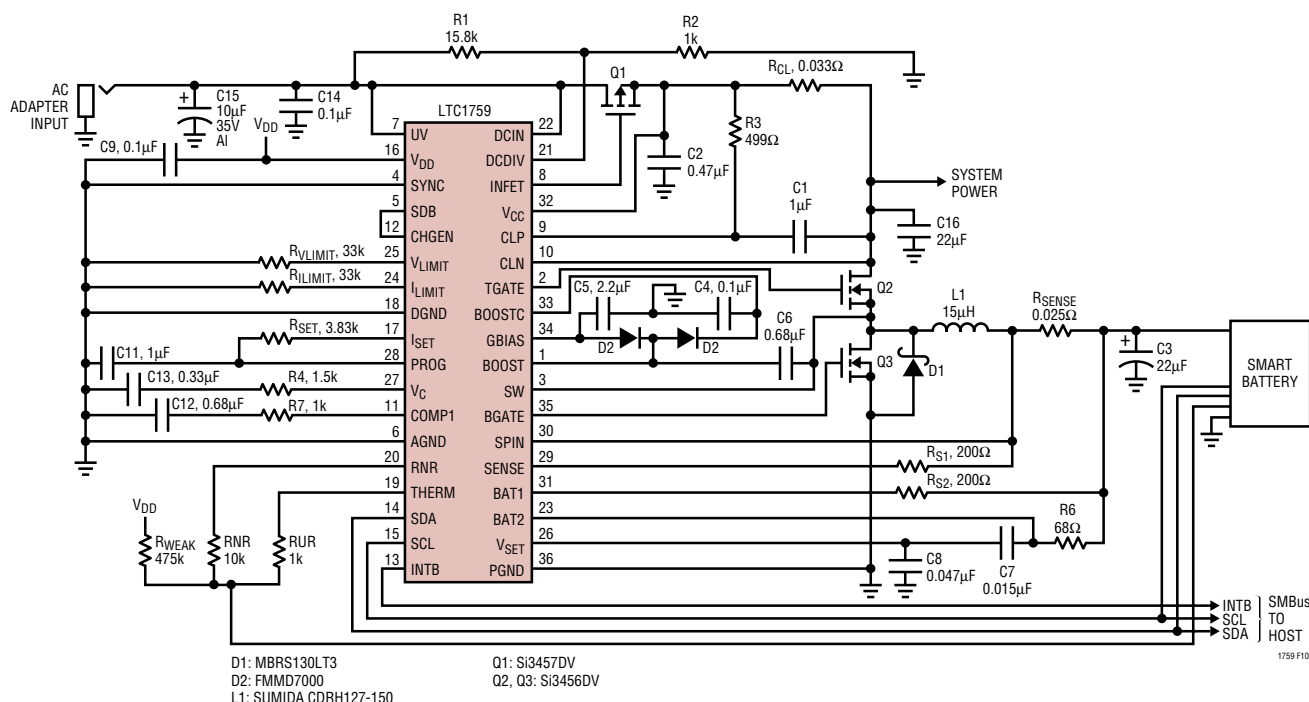 R1
15.8k
R2
1k
AC
ADAPTER
INPUT
C15
10µF
35V
Al
C14
0.1µF
Q1
RCL, 0.033Ω
R3
499Ω
C2
0.47µF
C1
1µF
SYSTEM
POWER
C16
22µF
C9, 0.1µF
VDD
LTC1759
7 UV DCIN 22
16 VDD DCDIV 21
4 SYNC INFET 8
5 SDB VCC 32
12 CHGEN CLP 9
25 VLIMIT CLN 10
24 ILIMIT TGATE 2
18 DGND BOOSTC 33
17 ISET GBIAS 34
28 PROG BOOST 1
27 VC SW 3
11 COMP1 BGATE 35
6 AGND SPIN 30
20 RNR SENSE 29
19 THERM BAT1 31
14 SDA BAT2 23
15 SCL VSET 26
13 INTB PGND 36
RVLIMIT, 33k
RILIMIT, 33k
RSET, 3.83k
C11, 1µF
C13, 0.33µF
R4, 1.5k
C12, 0.68µF
R7, 1k
C5, 2.2µF
C4, 0.1µF
D2
D2
C6
0.68µF
Q2
Q3
D1
L1
15µH
RSENSE
0.025Ω
C3
22µF
SMART
BATTERY
RS1, 200Ω
RS2, 200Ω
R6
68Ω
C8
0.047µF
C7
0.015µF
VDD
RWEAK
475k
RNR
10k
RUR
1k
INTB
SCL
SDA
SMBus
TO
HOST
1759 F10
D1: MBRS130LT3
D2: FMMD7000
L1: SUMIDA CDRH127-150
Q1: Si3457DV
Q2, Q3: Si3456DV